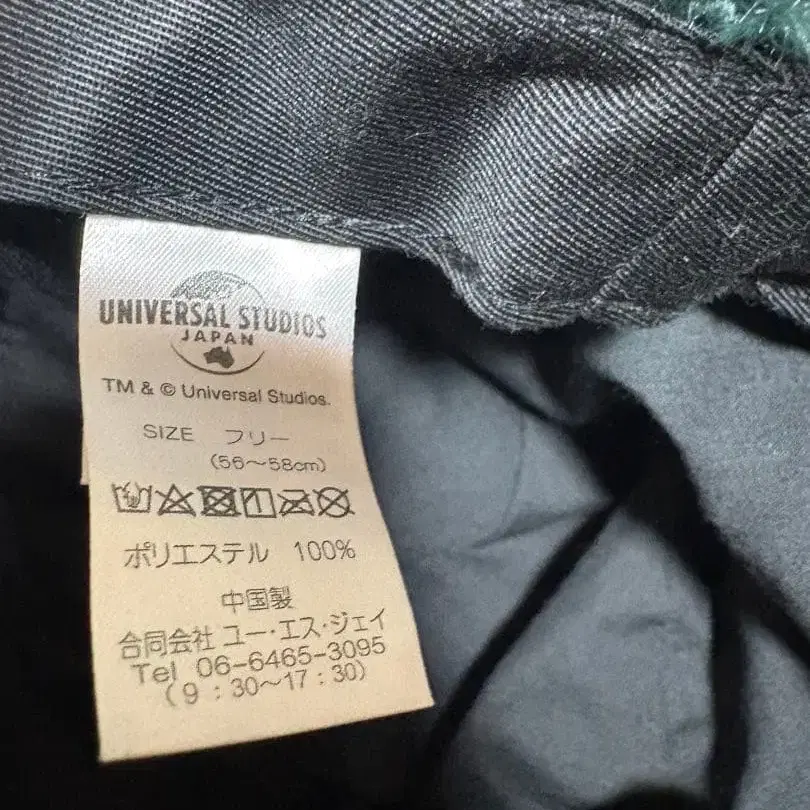 UNIVERSAL STUDIOS
JAPAN
TM & © Universal Studios.
SIZE フリー
(56～58cm)
ポリエステル 100%
中国製
合同会社 ユー・エス・ジェイ
Tel 06-6465-3095
(9：30～17：30)